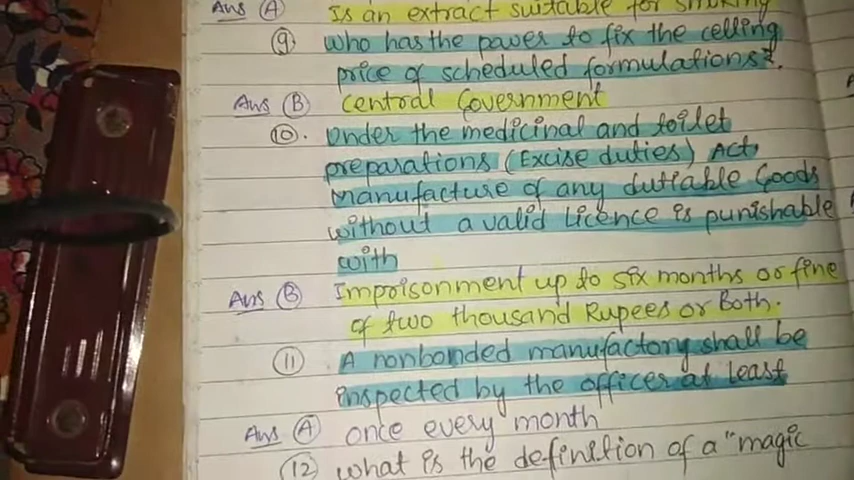 Ans (A) Is an extract suitable for smoking
(9) who has the paver to fix the celling
price of scheduled formulations?.
Ans (B) Central Government
(10). Under the medicinal and toilet
preparations (Excise duties) Act,
manufacture of any dutiable Goods
without a valid Licence is punishable
with
Ans (B) Impoisonment up to six months or fine
of two thousand Rupees or Both.
(11) A nonbonded manufactory shall be
inspected by the officer at least
Ans (A) once every month
(12) what is the definition of a "magic